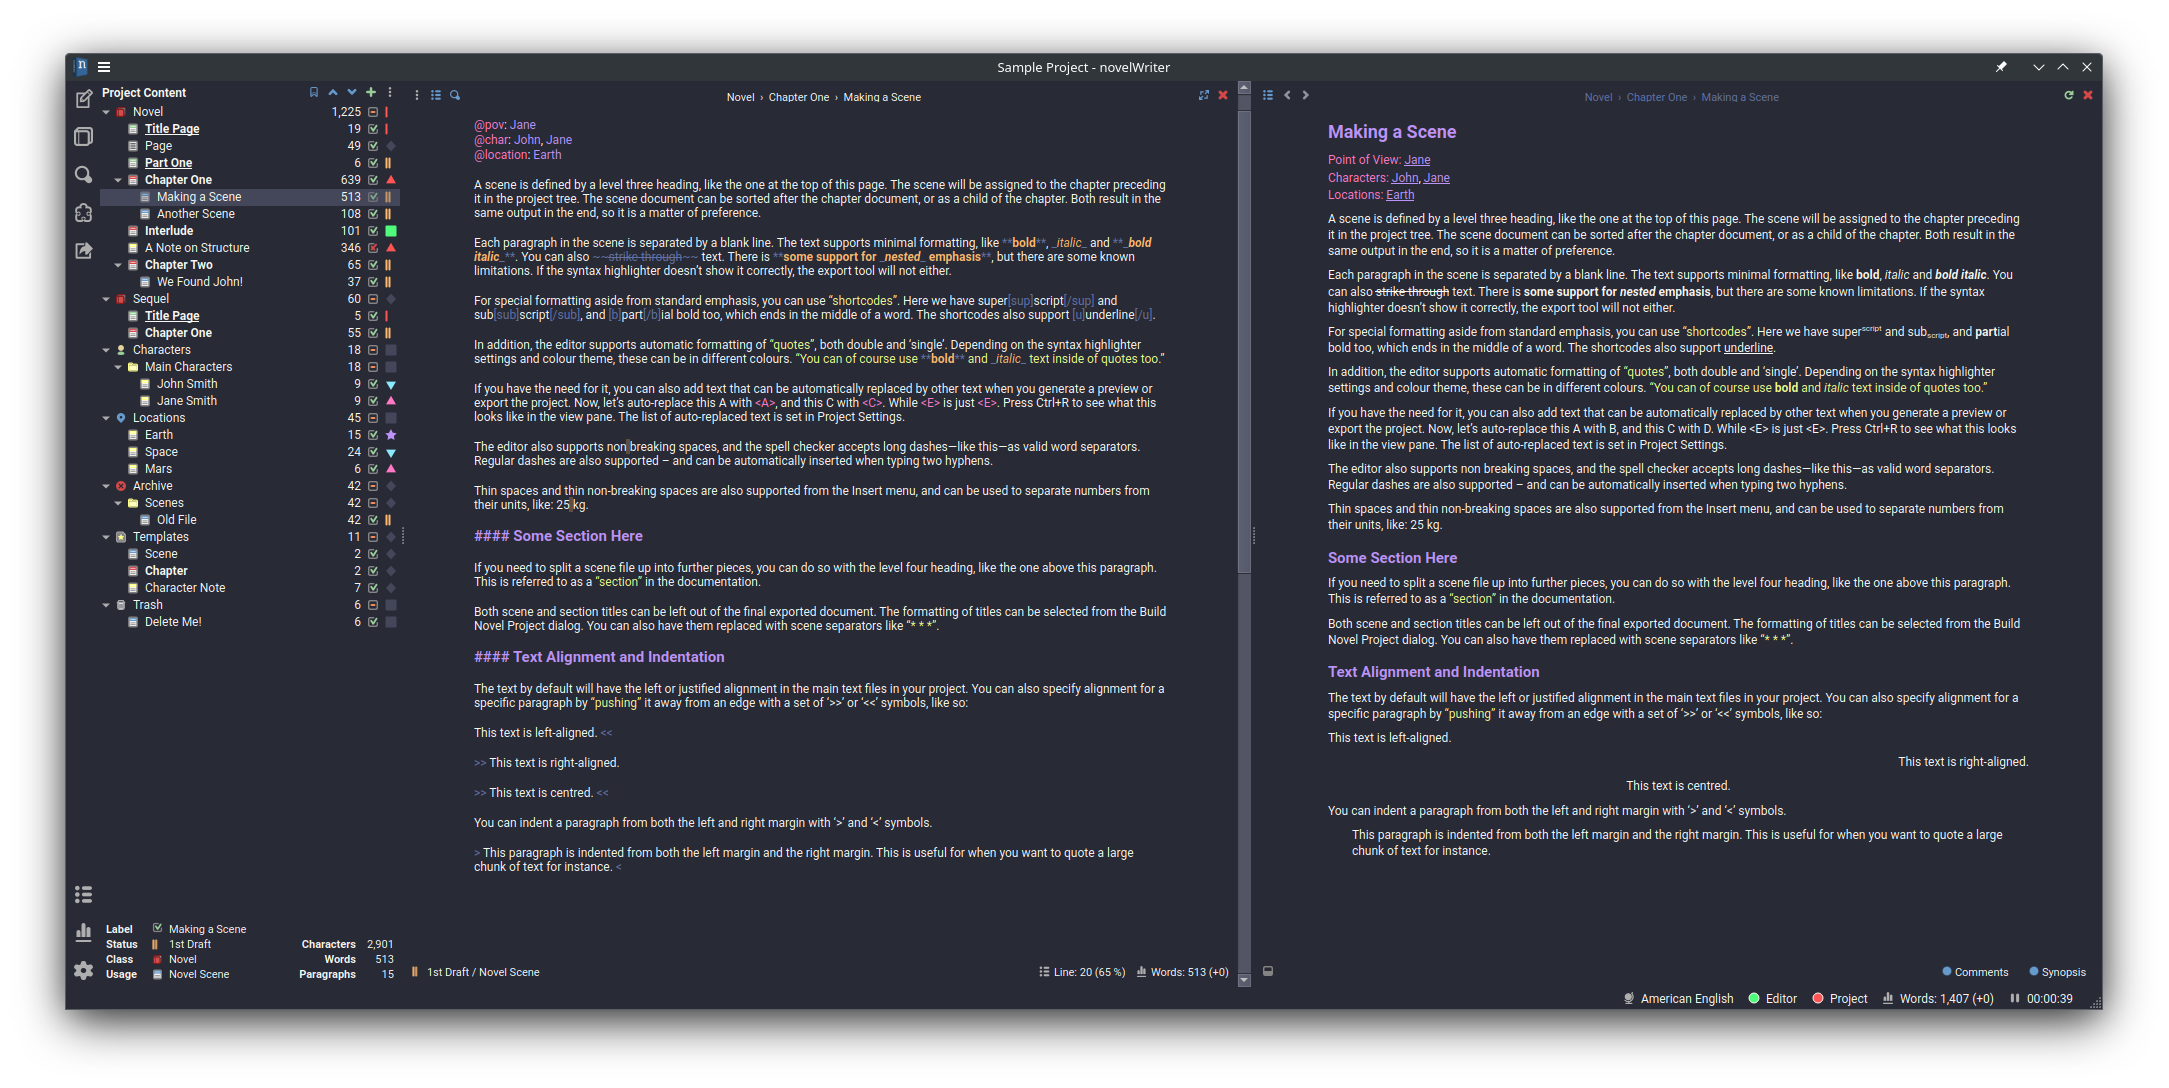 Sample Project - novelWriter
Project Content
Novel 1,225
Title Page 19
Page 49
Part One 6
Chapter One 639
Making a Scene 513
Another Scene 108
Interlude 101
A Note on Structure 346
Chapter Two 65
We Found John! 37
Sequel 60
Title Page 5
Chapter One 55
Characters 18
Main Characters 18
John Smith 9
Jane Smith 9
Locations 45
Earth 15
Space 24
Mars 6
Archive 42
Scenes 42
Old File 42
Templates 11
Scene 2
Chapter 2
Character Note 7
Trash 6
Delete Me! 6
Label Making a Scene
Status 1st Draft Characters 2,901
Class Novel Words 513
Usage Novel Scene Paragraphs 15
Novel › Chapter One › Making a Scene
@pov: Jane
@char: John, Jane
@location: Earth
A scene is defined by a level three heading, like the one at the top of this page. The scene will be assigned to the chapter preceding
it in the project tree. The scene document can be sorted after the chapter document, or as a child of the chapter. Both result in the
same output in the end, so it is a matter of preference.
Each paragraph in the scene is separated by a blank line. The text supports minimal formatting, like **bold**, _italic_ and **_bold
italic_**. You can also ~~strike through~~ text. There is **some support for _nested_ emphasis**, but there are some known
limitations. If the syntax highlighter doesn’t show it correctly, the export tool will not either.
For special formatting aside from standard emphasis, you can use “shortcodes”. Here we have super[sup]script[/sup] and
sub[sub]script[/sub], and [b]part[/b]ial bold too, which ends in the middle of a word. The shortcodes also support [u]underline[/u].
In addition, the editor supports automatic formatting of “quotes”, both double and ‘single’. Depending on the syntax highlighter
settings and colour theme, these can be in different colours. “You can of course use **bold** and _italic_ text inside of quotes too.”
If you have the need for it, you can also add text that can be automatically replaced by other text when you generate a preview or
export the project. Now, let’s auto-replace this A with <A>, and this C with <C>. While <E> is just <E>. Press Ctrl+R to see what this
looks like in the view pane. The list of auto-replaced text is set in Project Settings.
The editor also supports non breaking spaces, and the spell checker accepts long dashes—like this—as valid word separators.
Regular dashes are also supported – and can be automatically inserted when typing two hyphens.
Thin spaces and thin non-breaking spaces are also supported from the Insert menu, and can be used to separate numbers from
their units, like: 25 kg.
#### Some Section Here
If you need to split a scene file up into further pieces, you can do so with the level four heading, like the one above this paragraph.
This is referred to as a “section” in the documentation.
Both scene and section titles can be left out of the final exported document. The formatting of titles can be selected from the Build
Novel Project dialog. You can also have them replaced with scene separators like “* * *”.
#### Text Alignment and Indentation
The text by default will have the left or justified alignment in the main text files in your project. You can also specify alignment for a
specific paragraph by “pushing” it away from an edge with a set of ‘>>’ or ‘<<’ symbols, like so:
This text is left-aligned. <<
>> This text is right-aligned.
>> This text is centred. <<
You can indent a paragraph from both the left and right margin with ‘>’ and ‘<’ symbols.
> This paragraph is indented from both the left margin and the right margin. This is useful for when you want to quote a large
chunk of text for instance. <
1st Draft / Novel Scene Line: 20 (65 %) Words: 513 (+0)
Novel › Chapter One › Making a Scene
Making a Scene
Point of View: Jane
Characters: John, Jane
Locations: Earth
A scene is defined by a level three heading, like the one at the top of this page. The scene will be assigned to the chapter preceding
it in the project tree. The scene document can be sorted after the chapter document, or as a child of the chapter. Both result in the
same output in the end, so it is a matter of preference.
Each paragraph in the scene is separated by a blank line. The text supports minimal formatting, like bold, italic and bold italic. You
can also strike through text. There is some support for nested emphasis, but there are some known limitations. If the syntax
highlighter doesn’t show it correctly, the export tool will not either.
For special formatting aside from standard emphasis, you can use “shortcodes”. Here we have superscript and subscript, and partial
bold too, which ends in the middle of a word. The shortcodes also support underline.
In addition, the editor supports automatic formatting of “quotes”, both double and ‘single’. Depending on the syntax highlighter
settings and colour theme, these can be in different colours. “You can of course use bold and italic text inside of quotes too.”
If you have the need for it, you can also add text that can be automatically replaced by other text when you generate a preview or
export the project. Now, let’s auto-replace this A with B, and this C with D. While <E> is just <E>. Press Ctrl+R to see what this looks
like in the view pane. The list of auto-replaced text is set in Project Settings.
The editor also supports non breaking spaces, and the spell checker accepts long dashes—like this—as valid word separators.
Regular dashes are also supported – and can be automatically inserted when typing two hyphens.
Thin spaces and thin non-breaking spaces are also supported from the Insert menu, and can be used to separate numbers from
their units, like: 25 kg.
Some Section Here
If you need to split a scene file up into further pieces, you can do so with the level four heading, like the one above this paragraph.
This is referred to as a “section” in the documentation.
Both scene and section titles can be left out of the final exported document. The formatting of titles can be selected from the Build
Novel Project dialog. You can also have them replaced with scene separators like “* * *”.
Text Alignment and Indentation
The text by default will have the left or justified alignment in the main text files in your project. You can also specify alignment for a
specific paragraph by “pushing” it away from an edge with a set of ‘>>’ or ‘<<’ symbols, like so:
This text is left-aligned.
This text is right-aligned.
This text is centred.
You can indent a paragraph from both the left and right margin with ‘>’ and ‘<’ symbols.
This paragraph is indented from both the left margin and the right margin. This is useful for when you want to quote a large
chunk of text for instance.
Comments Synopsis
American English Editor Project Words: 1,407 (+0) 00:00:39